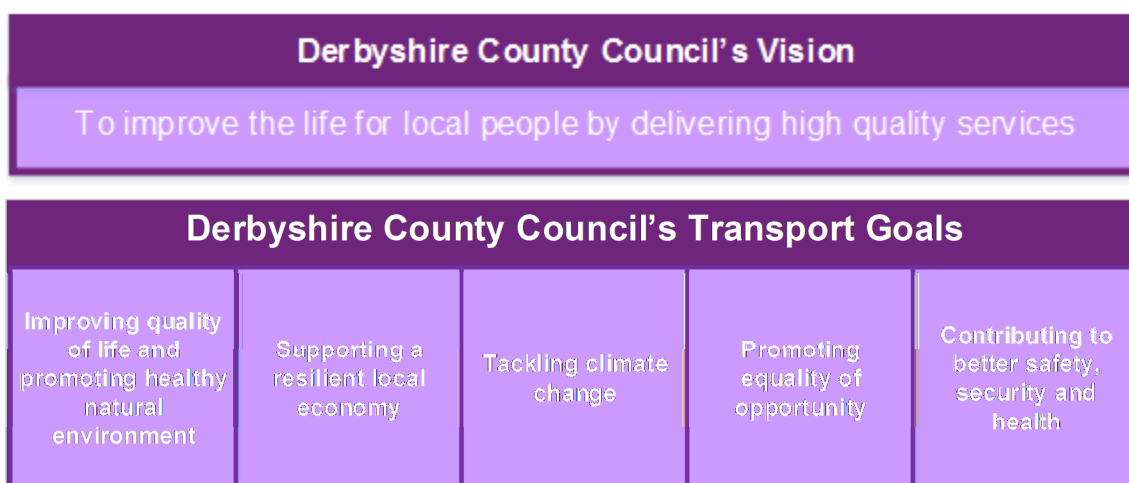 Derbyshire County Council's Vision
To improve the life for local people by delivering high quality services
Derbyshire County Council's Transport Goals
Improving quality
of life and
promoting healthy
natural
environment
Supporting a
resilient local
economy
Tackling climate
change
Promoting
equality of
opportunity
Contributing to
better safety,
security and
health